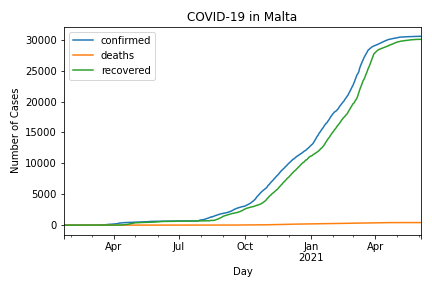 COVID-19 in Malta
confirmed
deaths
recovered
Number of Cases
30000
25000
20000
15000
10000
5000
0
Apr
Jul
Oct
Jan
2021
Apr
Day